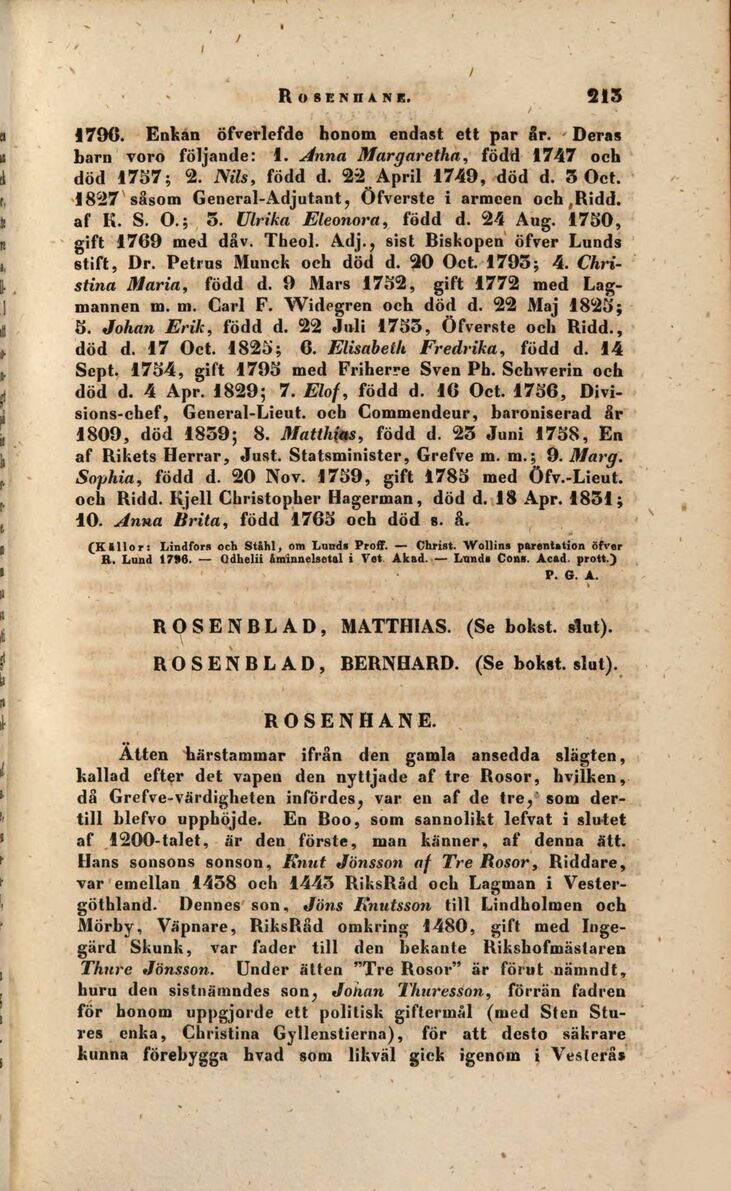 ROSENHANE. 213
1796. Enkan öfverlefde honom endast ett par år. Deras
barn voro följande: 1. Anna Margaretha, född 1747 och
död 1757; 2. Nils, född d. 22 April 1749, död d. 3 Oct.
1827 såsom General-Adjutant, Öfverste i armeen och Ridd.
af K. S. O.; 3. Ulrika Eleonora, född d. 24 Aug. 1750,
gift 1769 med dåv. Theol. Adj., sist Biskopen öfver Lunds
stift, Dr. Petrus Munck och död d. 20 Oct. 1793; 4. Chri-
stina Maria, född d. 9 Mars 1752, gift 1772 med Lag-
mannen m. m. Carl F. Widegren och död d. 22 Maj 1825;
5. Johan Erik, född d. 22 Juli 1753, Öfverste och Ridd.,
död d. 17 Oct. 1825; 6. Elisabeth Fredrika, född d. 14
Sept. 1754, gift 1795 med Friherre Sven Ph. Schwerin och
död d. 4 Apr. 1829; 7. Elof, född d. 16 Oct. 1756, Divi-
sions-chef, General-Lieut. och Commendeur, baroniserad år
1809, död 1839; 8. Matthias, född d. 23 Juni 1758, En
af Rikets Herrar, Just. Statsminister, Grefve m. m.; 9. Marg.
Sophia, född d. 20 Nov. 1759, gift 1785 med Öfv.-Lieut.
och Ridd. Kjell Christopher Hagerman, död d. 18 Apr. 1831;
10. Anna Brita, född 1763 och död s. å.
(Källor: Lindfors och Ståhl, om Lunds Proff. — Christ. Wollins parentation öfver
R. Lund 1796. — Odhelii åminnelsetal i Vet. Akad. — Lunds Cons. Acad. prott.)
P. G. A.
ROSENBLAD, MATTHIAS. (Se bokst. slut).
ROSENBLAD, BERNHARD. (Se bokst. slut).
ROSENHANE.
Ätten härstammar ifrån den gamla ansedda slägten,
kallad efter det vapen den nyttjade af tre Rosor, hvilken,
då Grefve-värdigheten infördes, var en af de tre, som der-
till blefvo upphöjde. En Boo, som sannolikt lefvat i slutet
af 1200-talet, är den förste, man känner, af denna ätt.
Hans sonsons sonson, Knut Jönsson af Tre Rosor, Riddare,
var emellan 1438 och 1443 RiksRåd och Lagman i Vester-
göthland. Dennes son, Jöns Knutsson till Lindholmen och
Mörby, Väpnare, RiksRåd omkring 1480, gift med Inge-
gärd Skunk, var fader till den bekante Rikshofmästaren
Thure Jönsson. Under ätten "Tre Rosor" är förut nämndt,
huru den sistnämndes son, Johan Thuresson, förrän fadren
för honom uppgjorde ett politisk giftermål (med Sten Stu-
res enka, Christina Gyllenstierna), för att desto säkrare
kunna förebygga hvad som likväl gick igenom i Vesterås